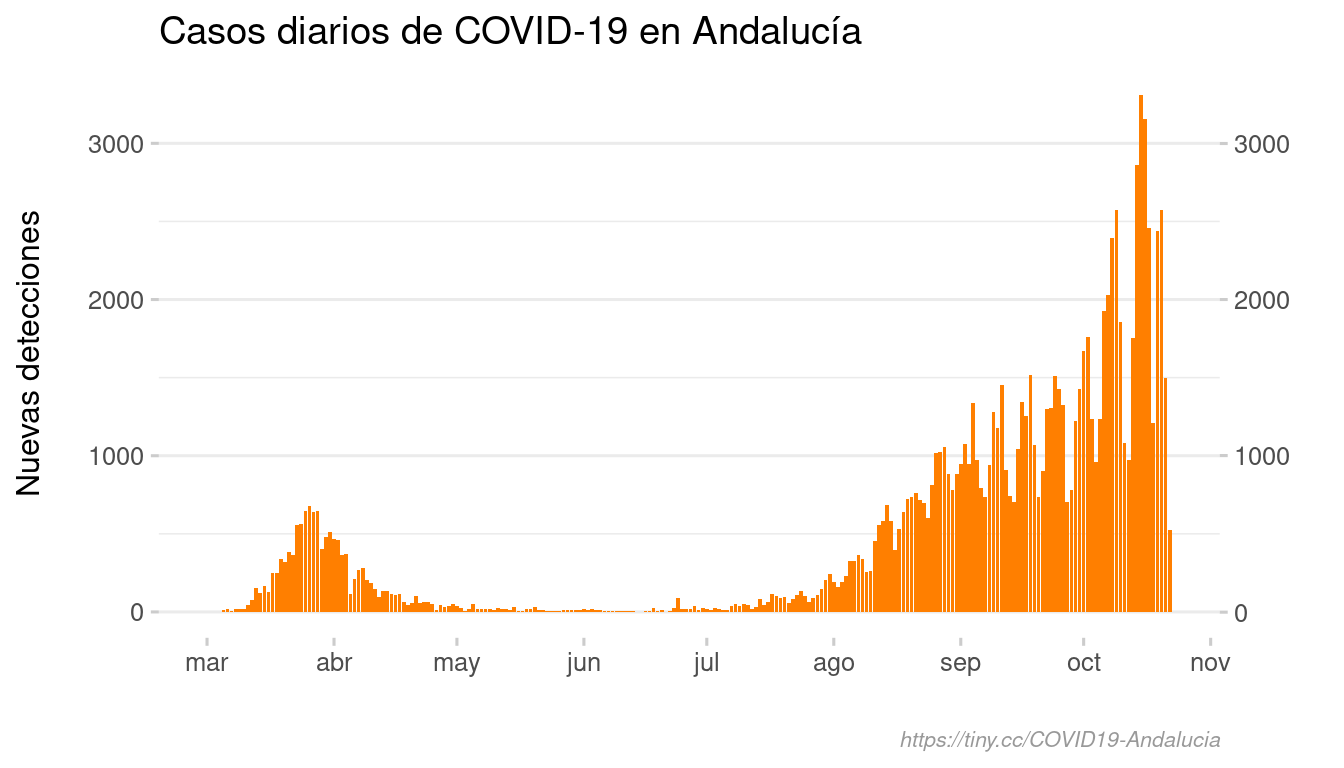 Casos diarios de COVID-19 en Andalucía
Nuevas detecciones
3000 3000
2000 2000
1000 1000
0 0
mar abr may jun jul ago sep oct nov
https://tiny.cc/COVID19-Andalucia